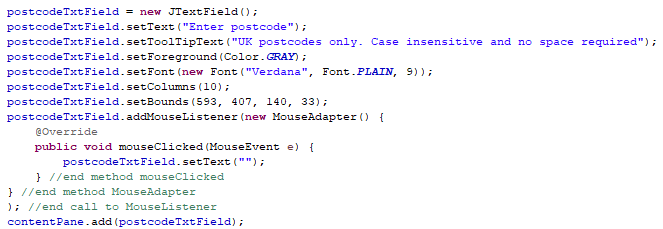 postcodeTxtField = new JTextField();
postcodeTxtField.setText("Enter postcode");
postcodeTxtField.setToolTipText("UK postcodes only. Case insensitive and no space required");
postcodeTxtField.setForeground(Color.GRAY);
postcodeTxtField.setFont(new Font("Verdana", Font.PLAIN, 9));
postcodeTxtField.setColumns(10);
postcodeTxtField.setBounds(593, 407, 140, 33);
postcodeTxtField.addMouseListener(new MouseAdapter() {
    @Override
    public void mouseClicked(MouseEvent e) {
        postcodeTxtField.setText("");
    } //end method mouseClicked
} //end method MouseAdapter
); //end call to MouseListener
contentPane.add(postcodeTxtField);